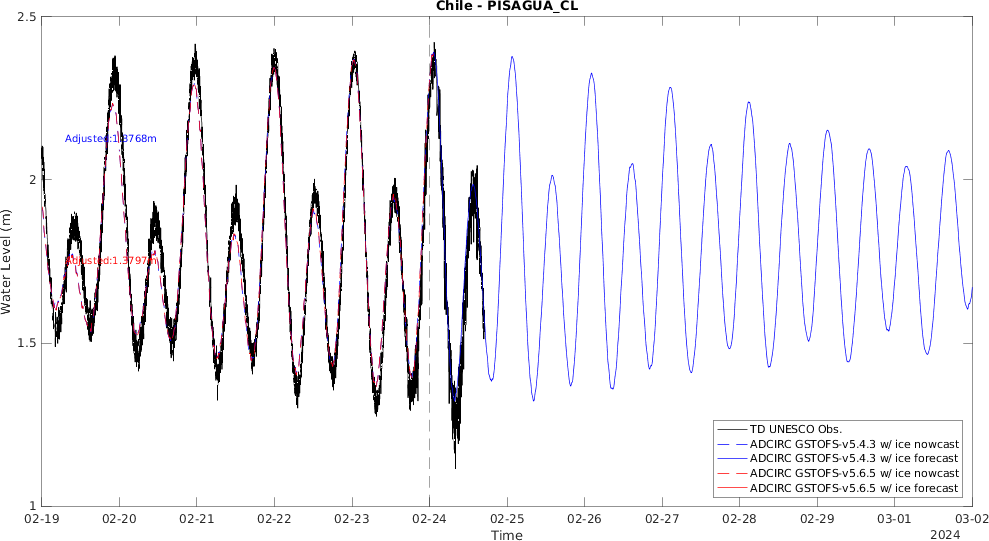 Chile - PISAGUA_CL
2.5
2
1.5
1
Water Level (m)
Adjusted:1.3768m
Adjusted:1.3797m
TD UNESCO Obs.
ADCIRC GSTOFS-v5.4.3 w/ ice nowcast
ADCIRC GSTOFS-v5.4.3 w/ ice forecast
ADCIRC GSTOFS-v5.6.5 w/ ice nowcast
ADCIRC GSTOFS-v5.6.5 w/ ice forecast
02-19 02-20 02-21 02-22 02-23 02-24 02-25 02-26 02-27 02-28 02-29 03-01 03-02
Time
2024